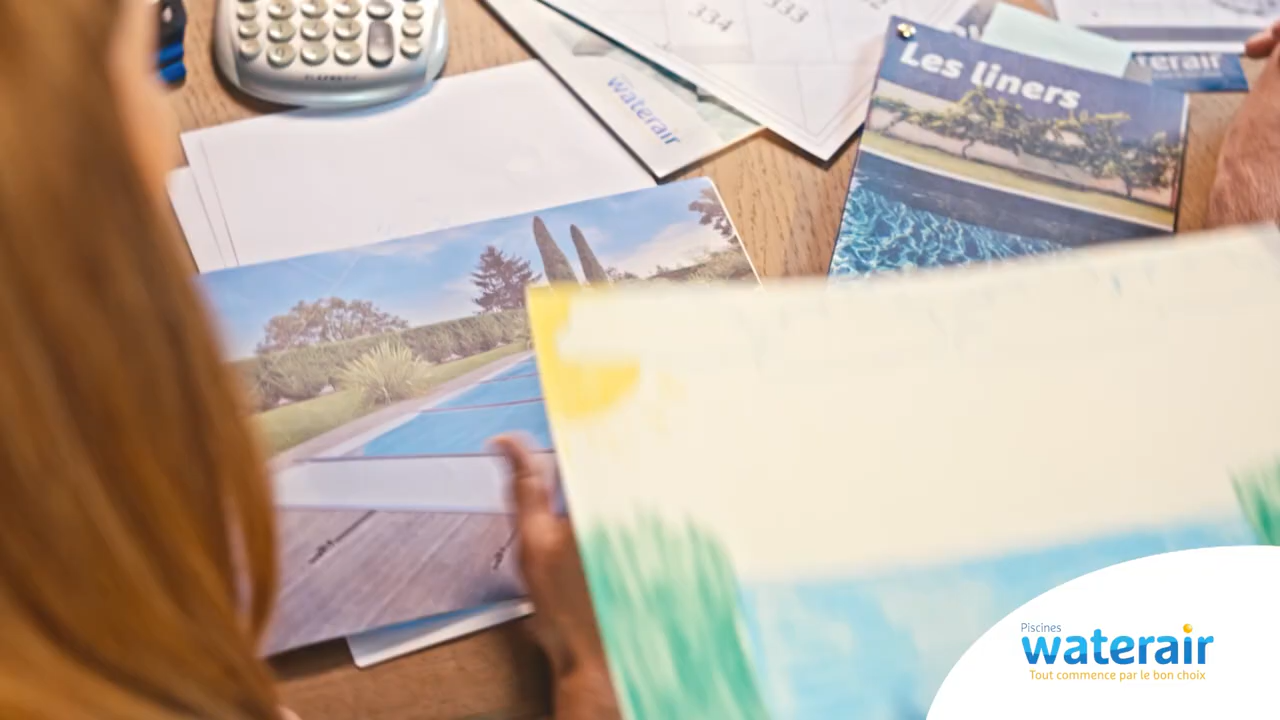 334
333
Les liners
waterair
terair
Piscines
waterair
Tout commence par le bon choix